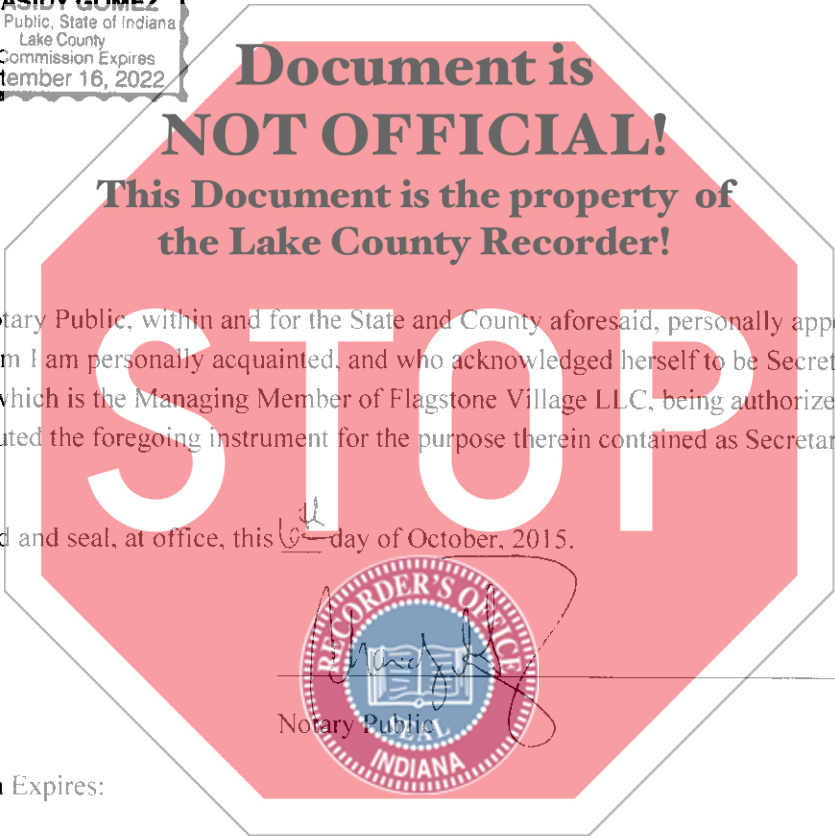 ASIDY GOMEZ
Public, State of Indiana
Lake County
Commission Expires
tember 16, 2022
Document is
NOT OFFICIAL!
This Document is the property of
the Lake County Recorder!
STOP
tary Public, within and for the State and County aforesaid, personally app
m I am personally acquainted, and who acknowledged herself to be Secret
which is the Managing Member of Flagstone Village LLC, being authorize
uted the foregoing instrument for the purpose therein contained as Secretar
d and seal, at office, this day of October, 2015.
RECORDER'S OFFICE
SEAL
INDIANA
Notary Public
n Expires: